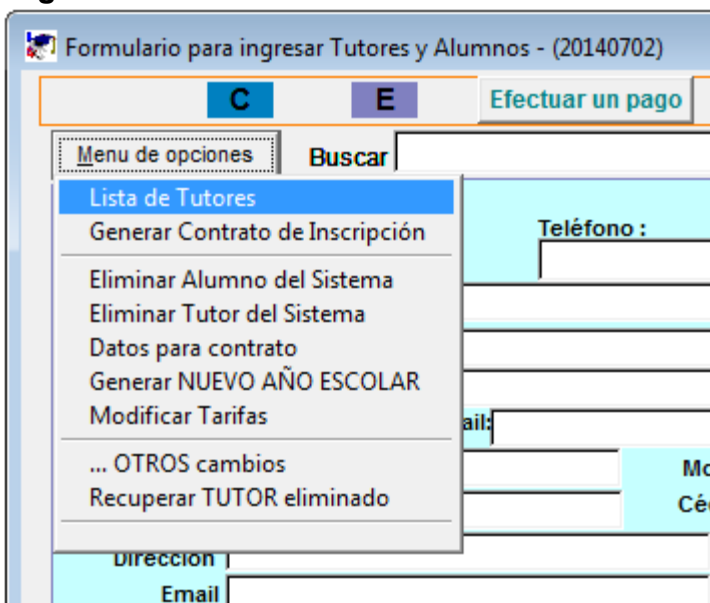 Formulario para ingresar Tutores y Alumnos - (20140702)
C E Efectuar un pago
Menu de opciones Buscar
Lista de Tutores
Teléfono :
Generar Contrato de Inscripción
Eliminar Alumno del Sistema
Eliminar Tutor del Sistema
Datos para contrato
Generar NUEVO AÑO ESCOLAR
Modificar Tarifas
ail:
... OTROS cambios
Recuperar TUTOR eliminado
Dirección
Email